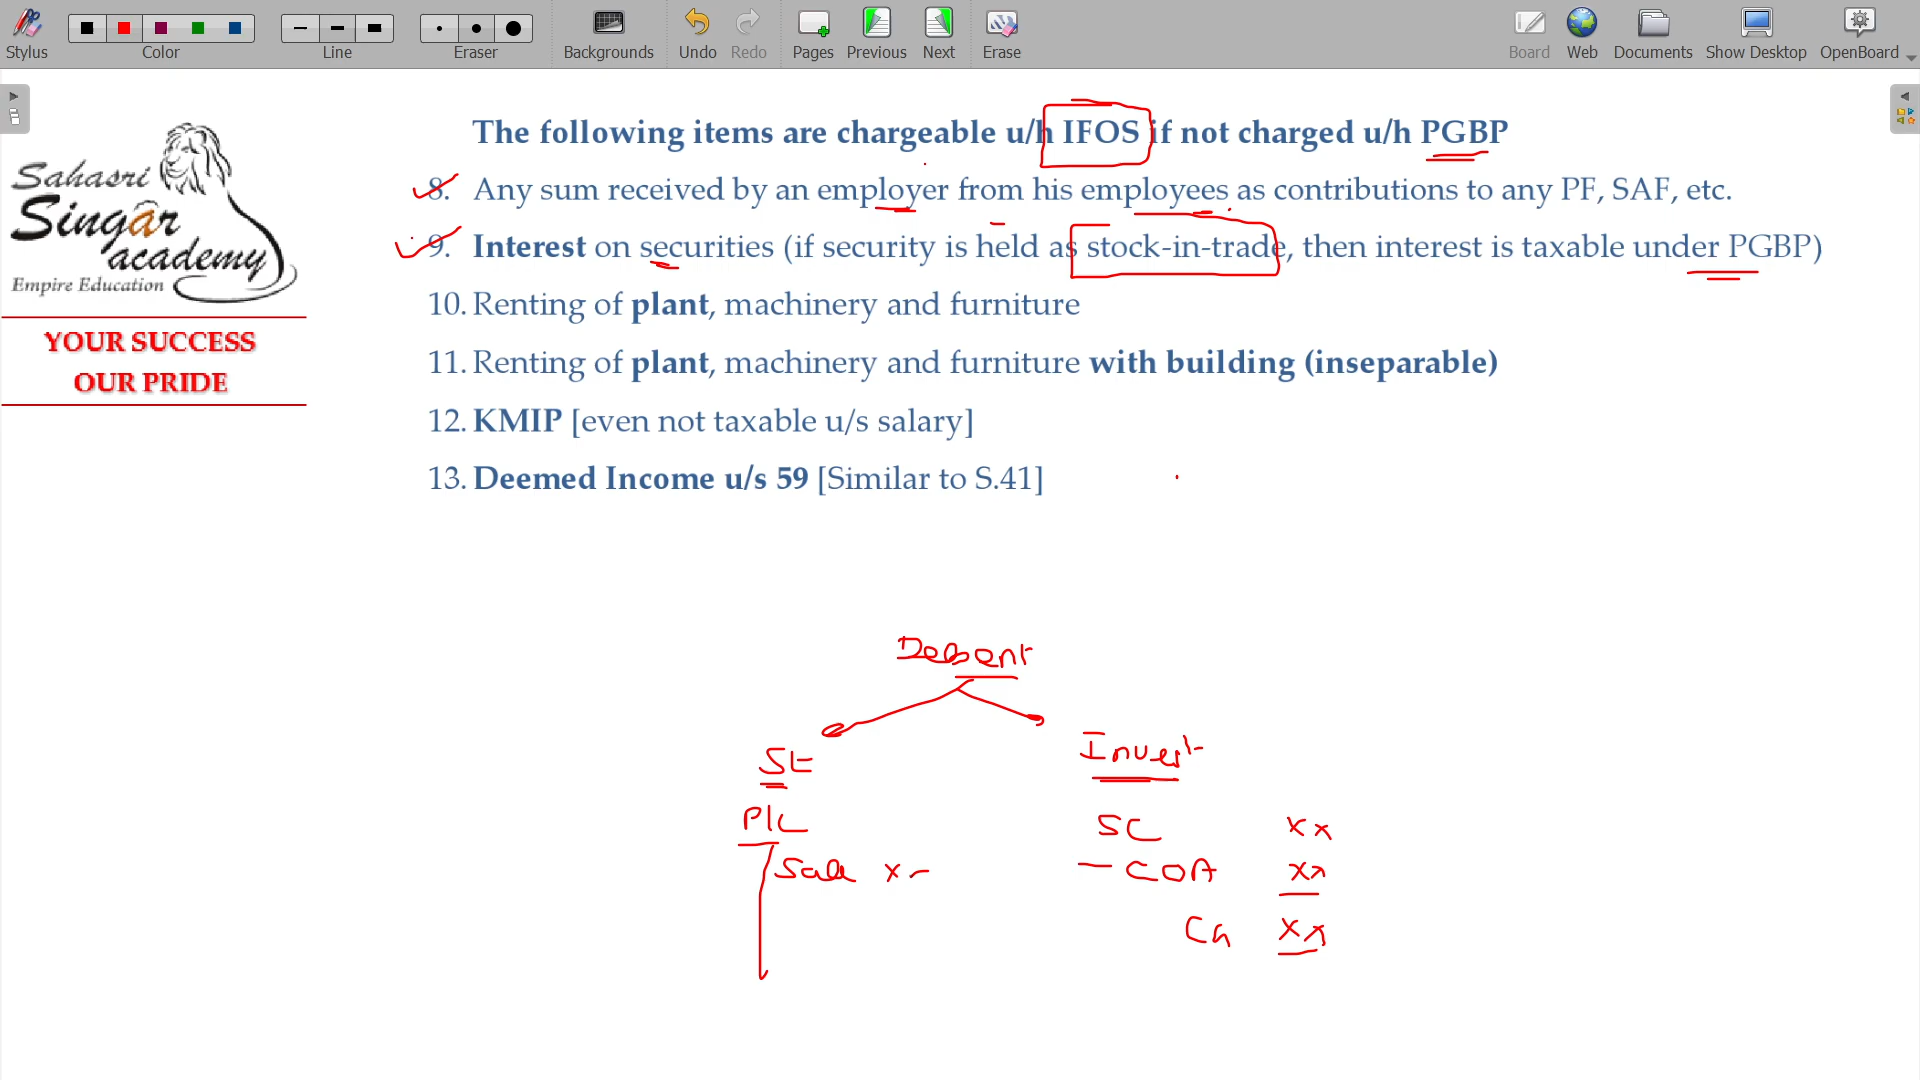 Stylus Color Line Eraser Backgrounds Undo Redo Pages Previous Next Erase Board Web Documents Show Desktop OpenBoard
Sahasri
Singar
academy
Empire Education
YOUR SUCCESS
OUR PRIDE
The following items are chargeable u/h IFOS if not charged u/h PGBP
8. Any sum received by an employer from his employees as contributions to any PF, SAF, etc.
9. Interest on securities (if security is held as stock-in-trade, then interest is taxable under PGBP)
10. Renting of plant, machinery and furniture
11. Renting of plant, machinery and furniture with building (inseparable)
12. KMIP [even not taxable u/s salary]
13. Deemed Income u/s 59 [Similar to S.41]
Invest
SC xx
- COA xx
CG xx
Sale x